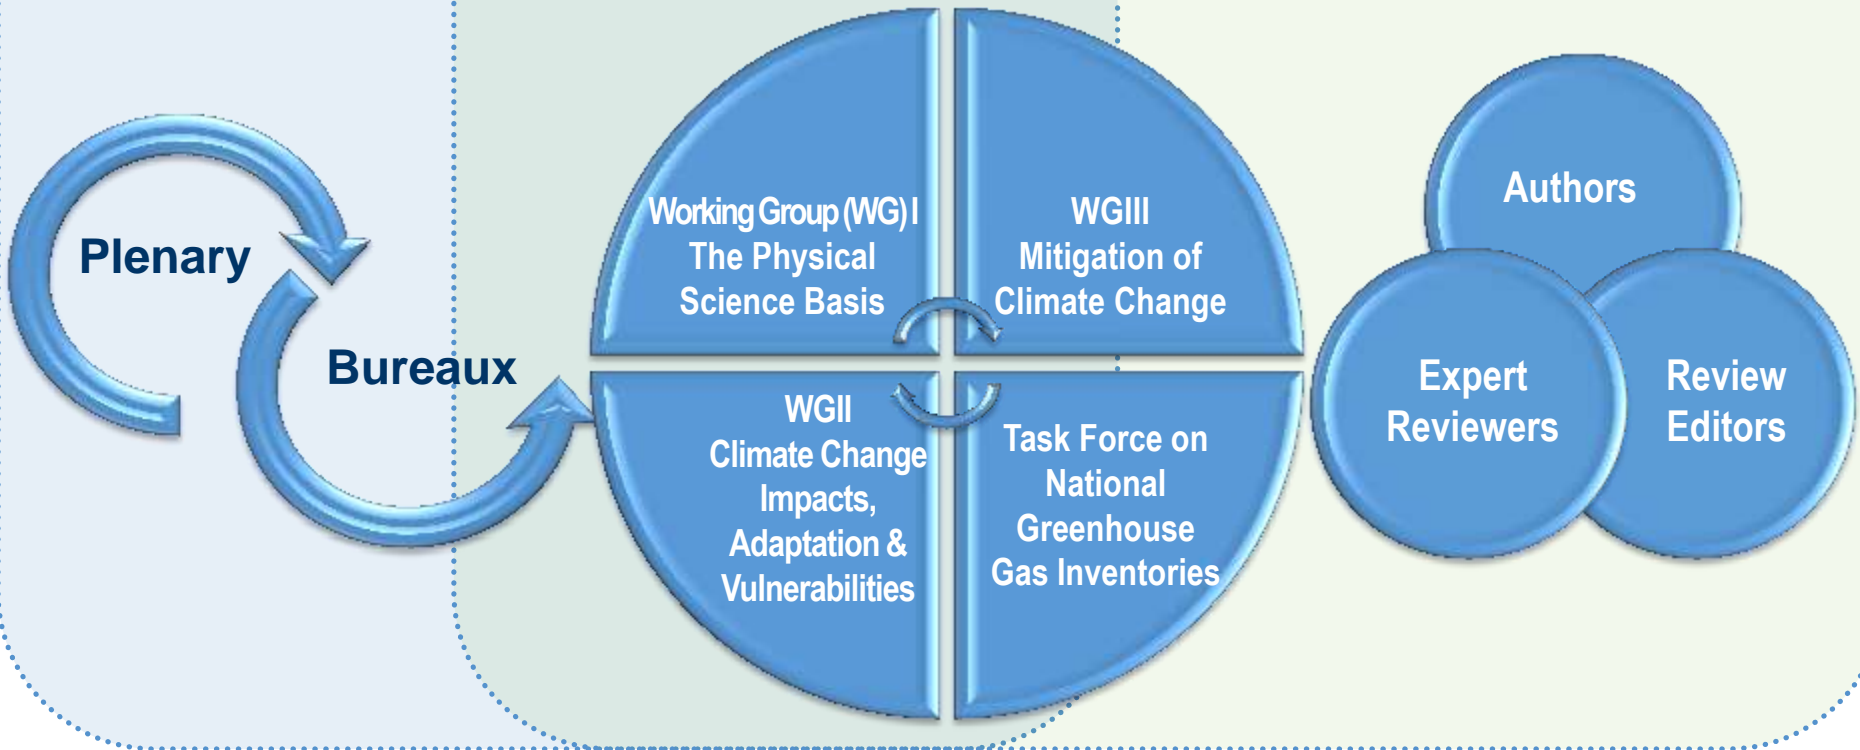 Plenary
Bureaux
Working Group (WG) I
The Physical
Science Basis
WGIII
Mitigation of
Climate Change
WGII
Climate Change
Impacts,
Adaptation &
Vulnerabilities
Task Force on
National
Greenhouse
Gas Inventories
Authors
Expert
Reviewers
Review
Editors